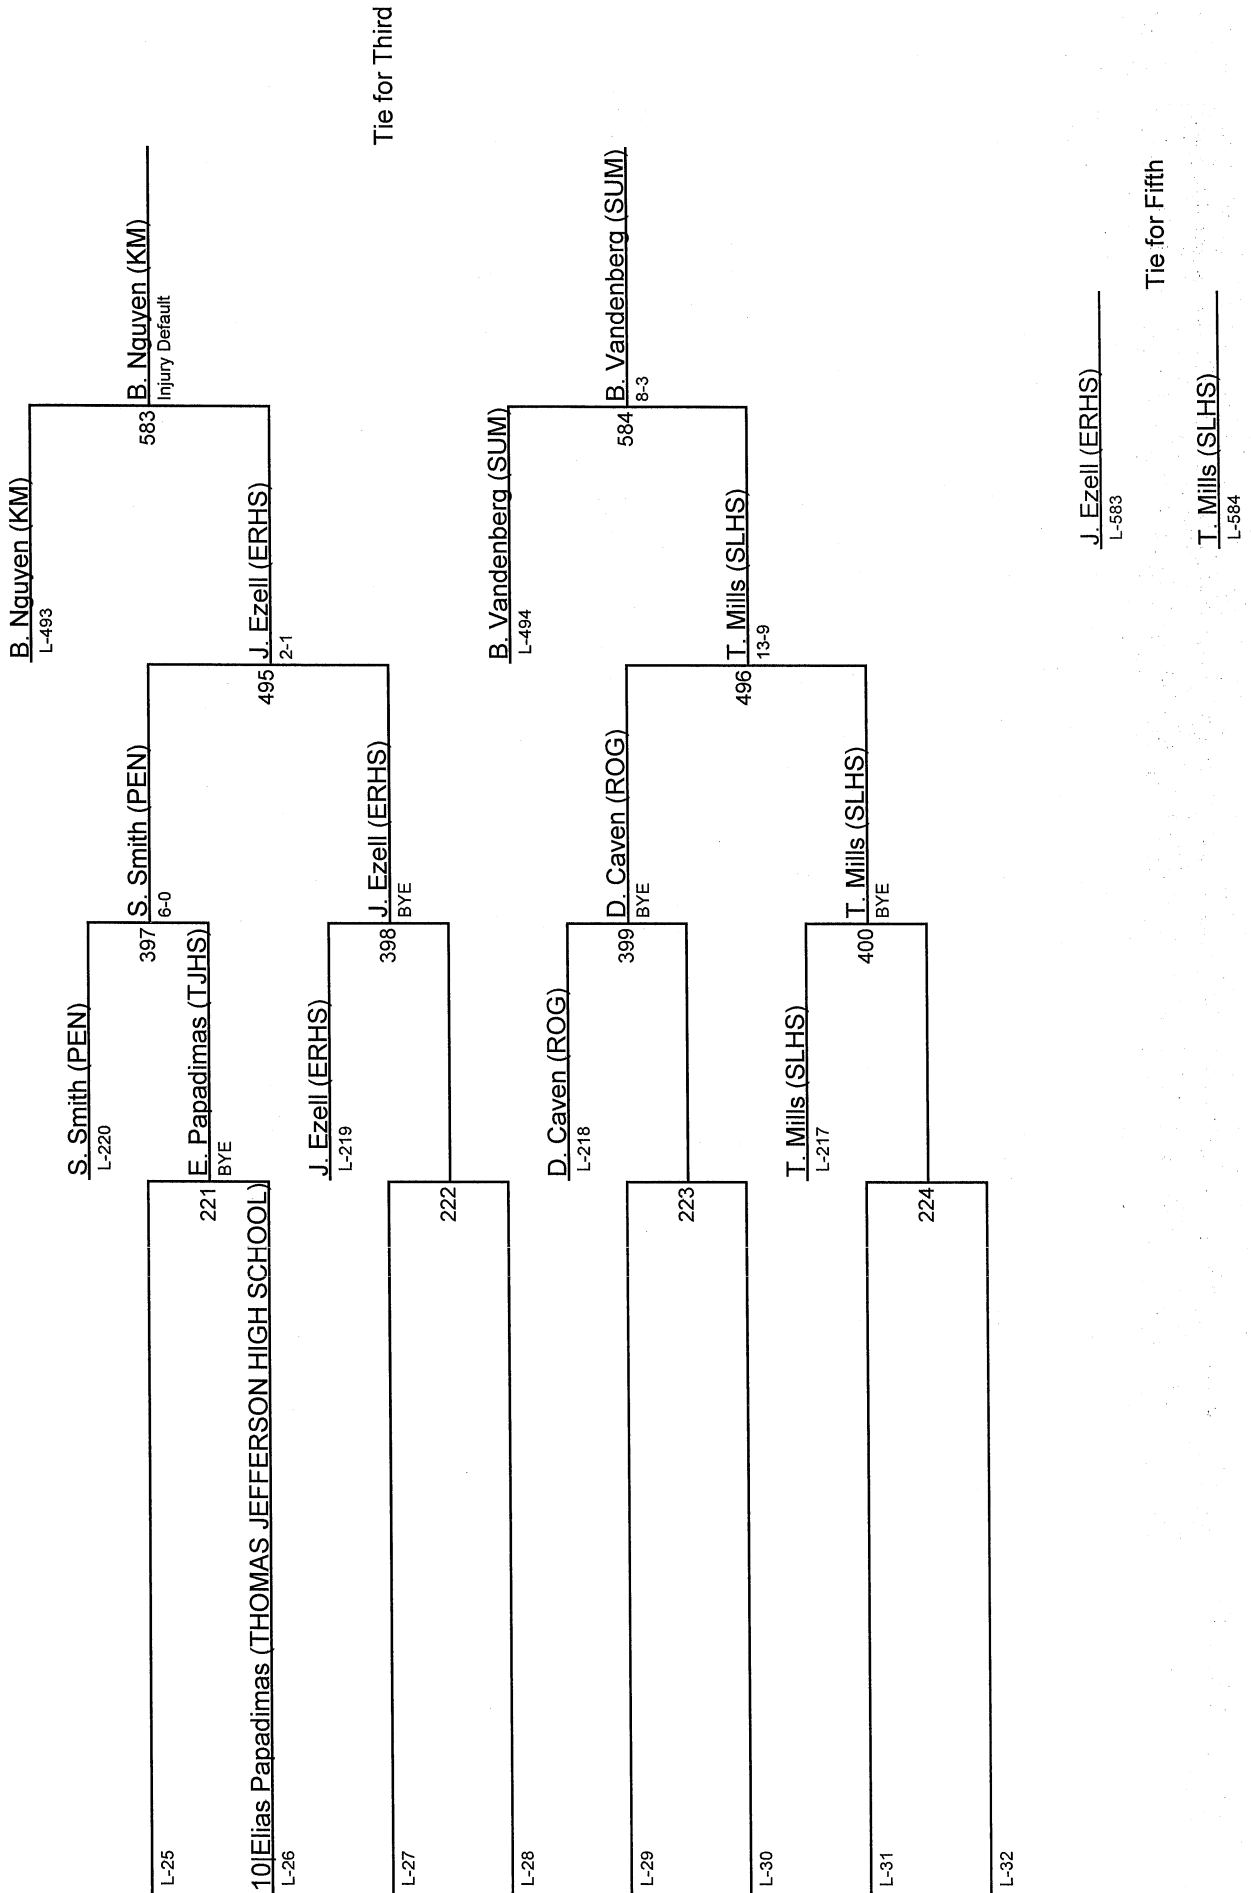 L-25
10|Elias Papadimas (THOMAS JEFFERSON HIGH SCHOOL)
L-26
L-27
L-28
L-29
L-30
L-31
L-32
221
222
223
224
S. Smith (PEN)
L-220
E. Papadimas (TJHS)
BYE
J. Ezell (ERHS)
L-219
D. Caven (ROG)
L-218
T. Mills (SLHS)
L-217
397
398
399
400
S. Smith (PEN)
6-0
J. Ezell (ERHS)
BYE
D. Caven (ROG)
BYE
T. Mills (SLHS)
BYE
495
496
B. Nguyen (KM)
L-493
J. Ezell (ERHS)
2-1
B. Vandenberg (SUM)
L-494
T. Mills (SLHS)
13-9
583
584
B. Nguyen (KM)
Injury Default
B. Vandenberg (SUM)
8-3
Tie for Third
J. Ezell (ERHS)
L-583
T. Mills (SLHS)
L-584
Tie for Fifth